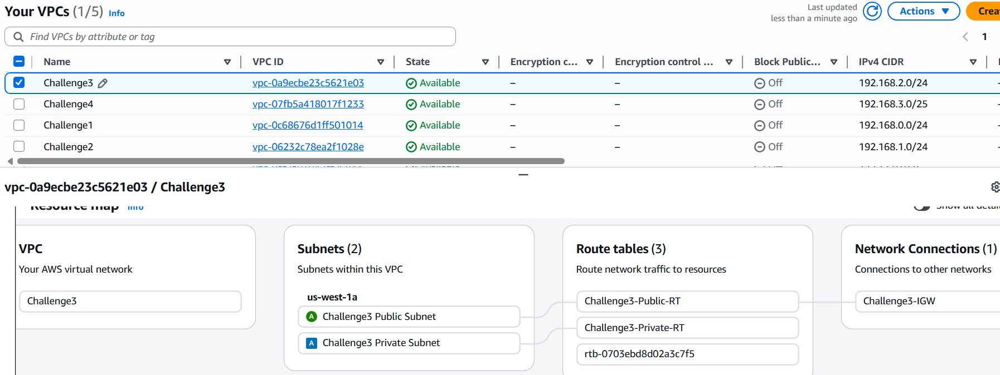 Your VPCs (1/5) Info
Last updated
less than a minute ago
Actions
Find VPCs by attribute or tag
1
Name VPC ID State Encryption c... Encryption control ... Block Public... IPv4 CIDR
Challenge3 vpc-0a9ecbe23c5621e03 Available – – Off 192.168.2.0/24
Challenge4 vpc-07fb5a418017f1233 Available – – Off 192.168.3.0/25
Challenge1 vpc-0c68676d1ff501014 Available – – Off 192.168.0.0/24
Challenge2 vpc-06232c78ea2f1028e Available – – Off 192.168.1.0/24
vpc-0a9ecbe23c5621e03 / Challenge3
Resource map Info
Show all
VPC
Your AWS virtual network
Challenge3
Subnets (2)
Subnets within this VPC
us-west-1a
A Challenge3 Public Subnet
A Challenge3 Private Subnet
Route tables (3)
Route network traffic to resources
Challenge3-Public-RT
Challenge3-Private-RT
rtb-0703ebd8d02a3c7f5
Network Connections (1)
Connections to other networks
Challenge3-IGW